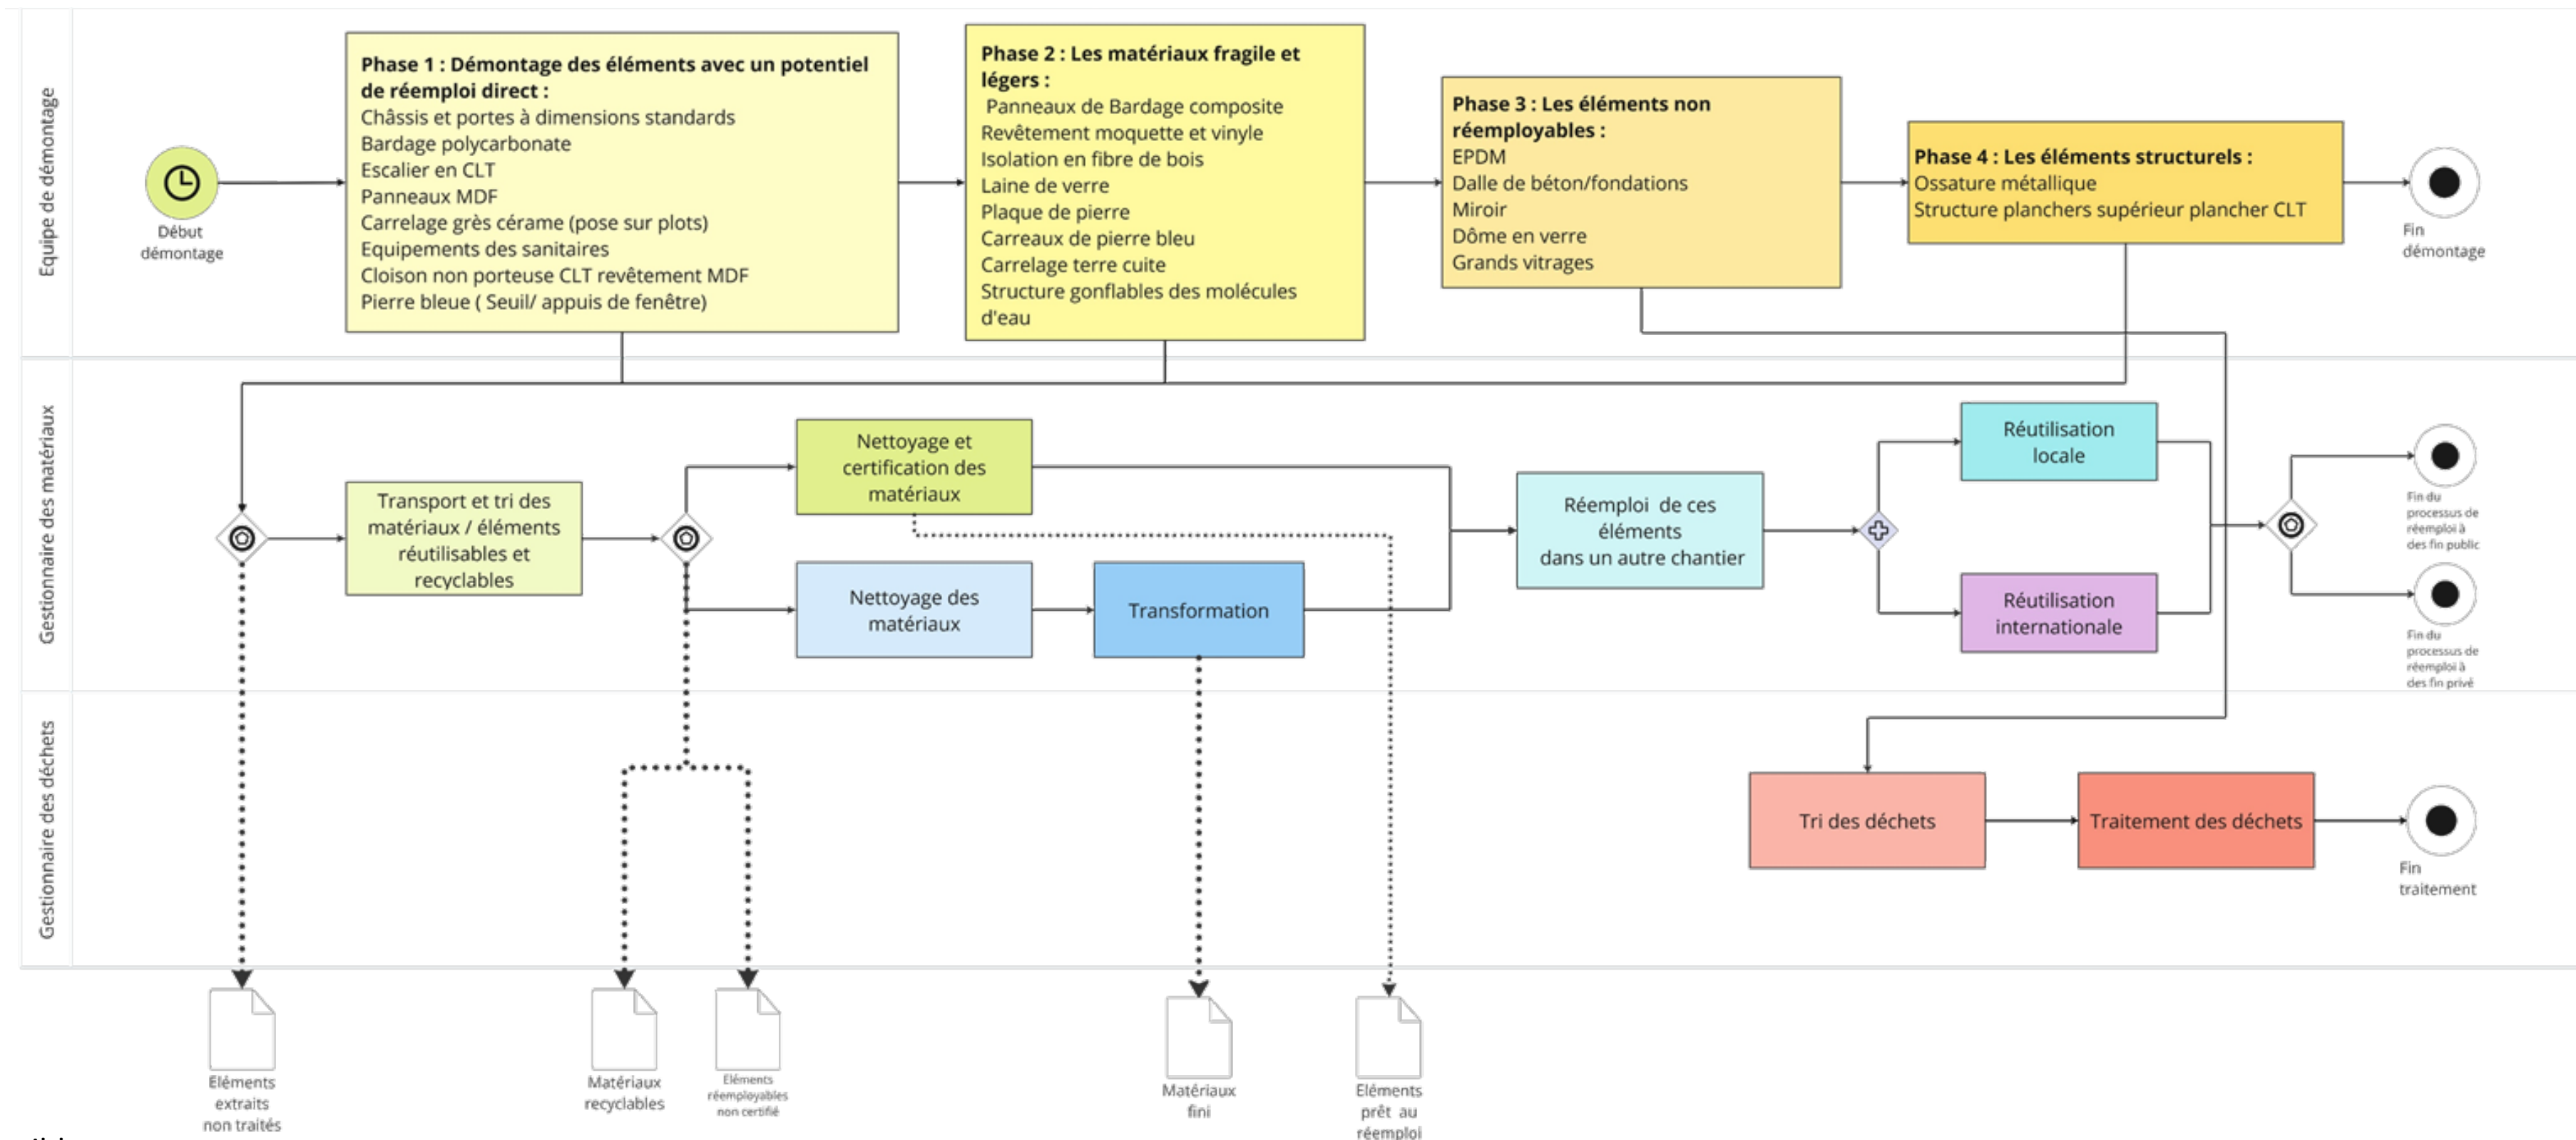 Equipe de démontage
Début
démontage
Phase 1 : Démontage des éléments avec un potentiel
de réemploi direct :
Châssis et portes à dimensions standards
Bardage polycarbonate
Escalier en CLT
Panneaux MDF
Carrelage grès cérame (pose sur plots)
Equipements des sanitaires
Cloison non porteuse CLT revêtement MDF
Pierre bleue ( Seuil/ appuis de fenêtre)
Phase 2 : Les matériaux fragile et
légers :
Panneaux de Bardage composite
Revêtement moquette et vinyle
Isolation en fibre de bois
Laine de verre
Plaque de pierre
Carreaux de pierre bleu
Carrelage terre cuite
Structure gonflables des molécules
d'eau
Phase 3 : Les éléments non
réemployables :
EPDM
Dalle de béton/fondations
Miroir
Dôme en verre
Grands vitrages
Phase 4 : Les éléments structurels :
Ossature métallique
Structure planchers supérieur plancher CLT
Fin
démontage
Gestionnaire des matériaux
Transport et tri des
matériaux / éléments
réutilisables et
recyclables
Nettoyage et
certification des
matériaux
Nettoyage des
matériaux
Transformation
Réemploi de ces
éléments
dans un autre chantier
Réutilisation
locale
Réutilisation
internationale
Fin du
processus de
réemploi à
des fin public
Fin du
processus de
réemploi à
des fin privé
Gestionnaire des déchets
Tri des déchets
Traitement des déchets
Fin
traitement
Eléments
extraits
non traités
Matériaux
recyclables
Eléments
réemployables
non certifié
Matériaux
fini
Eléments
prêt au
réemploi